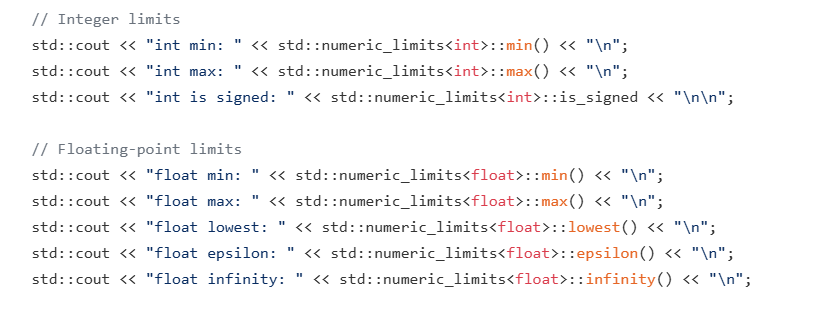 // Integer limits
std::cout << "int min: " << std::numeric_limits<int>::min() << "\n";
std::cout << "int max: " << std::numeric_limits<int>::max() << "\n";
std::cout << "int is signed: " << std::numeric_limits<int>::is_signed << "\n\n";

// Floating-point limits
std::cout << "float min: " << std::numeric_limits<float>::min() << "\n";
std::cout << "float max: " << std::numeric_limits<float>::max() << "\n";
std::cout << "float lowest: " << std::numeric_limits<float>::lowest() << "\n";
std::cout << "float epsilon: " << std::numeric_limits<float>::epsilon() << "\n";
std::cout << "float infinity: " << std::numeric_limits<float>::infinity() << "\n";